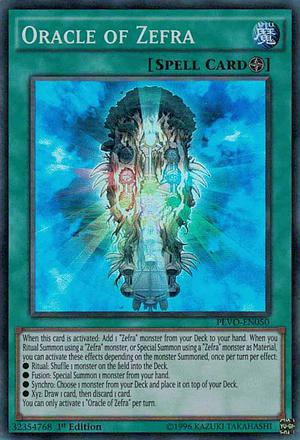 ORACLE OF ZEFRA
[SPELL CARD]
PEVO-EN050
When this card is activated: Add 1 "Zefra" monster from your Deck to your hand. When you
Ritual Summon using a "Zefra" monster, or Special Summon using a "Zefra" monster as Material,
you can activate these effects depending on the monster Summoned, once per turn per effect:
● Ritual: Shuffle 1 monster on the field into the Deck.
● Fusion: Special Summon 1 monster from your hand.
● Synchro: Choose 1 monster from your Deck and place it on top of your Deck.
● Xyz: Draw 1 card, then discard 1 card.
You can only activate 1 "Oracle of Zefra" per turn.
32354768 1st Edition ©1996 KAZUKI TAKAHASHI